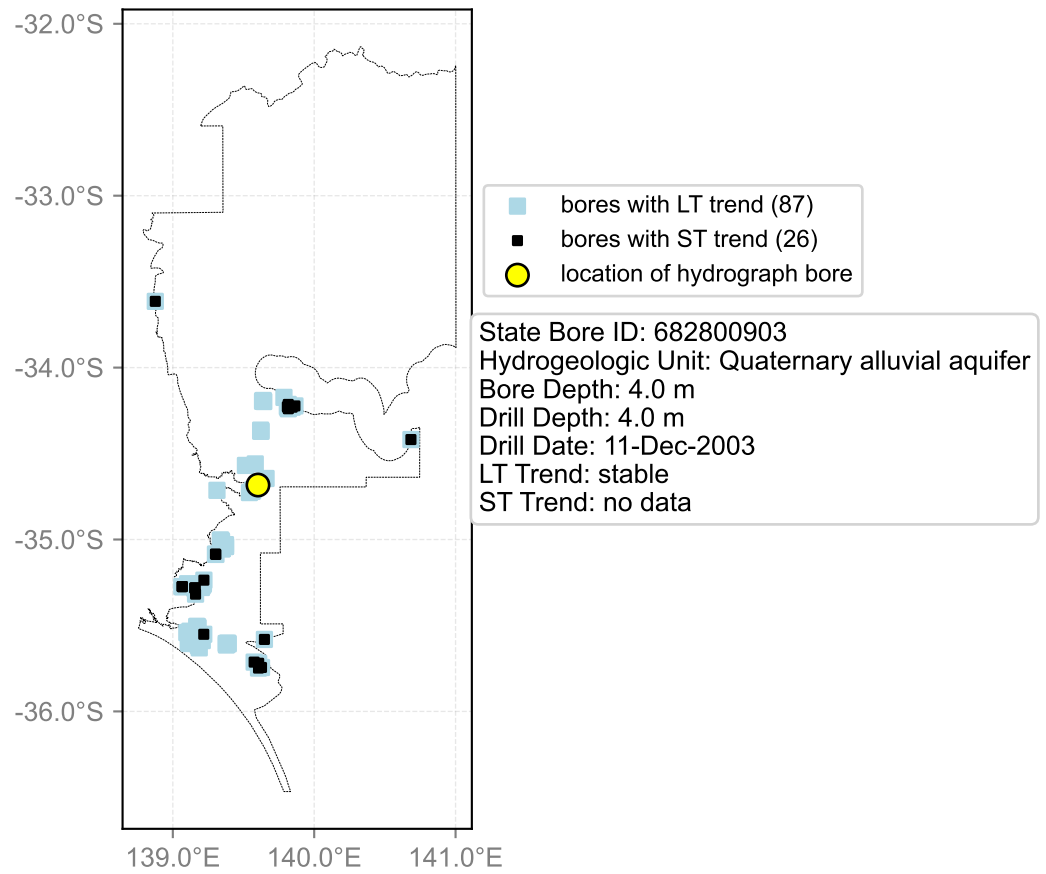 -32.0°S
-33.0°S
-34.0°S
-35.0°S
-36.0°S
139.0°E 140.0°E 141.0°E
bores with LT trend (87)
bores with ST trend (26)
location of hydrograph bore
State Bore ID: 682800903
Hydrogeologic Unit: Quaternary alluvial aquifer
Bore Depth: 4.0 m
Drill Depth: 4.0 m
Drill Date: 11-Dec-2003
LT Trend: stable
ST Trend: no data